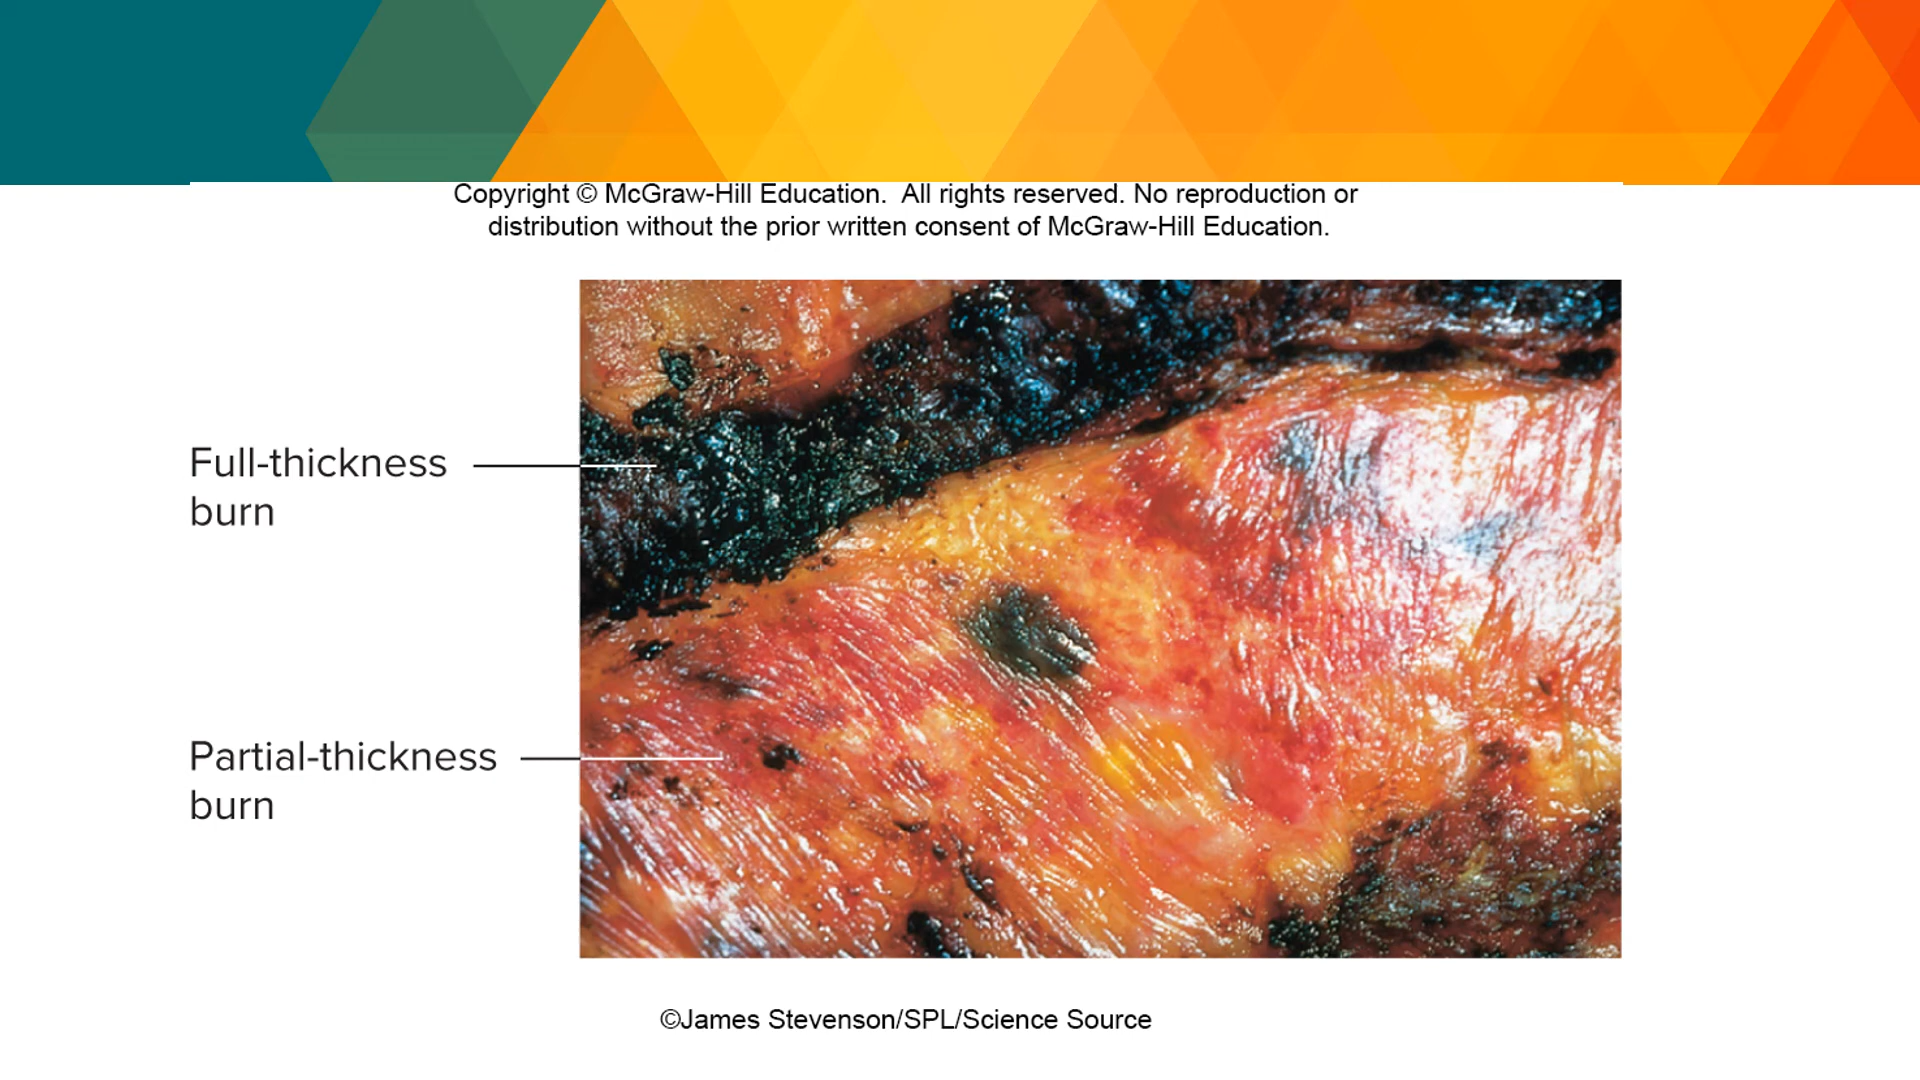 Copyright © McGraw-Hill Education.  All rights reserved. No reproduction or
distribution without the prior written consent of McGraw-Hill Education.
Full-thickness
burn
Partial-thickness
burn
©James Stevenson/SPL/Science Source